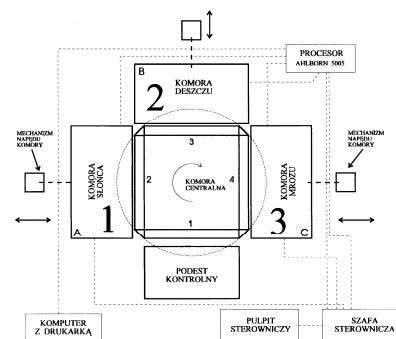 PROCESOR
AHLBORN 5005
B
KOMORA
DESZCZU
2
MECHANIZM
NAPĘDU
KOMORY
MECHANIZM
NAPĘDU
KOMORY
3
KOMORA
SŁOŃCA
2
KOMORA
CENTRALNA
4
KOMORA
MROZU
A
1
1
3
C
PODEST
KONTROLNY
KOMPUTER
Z DRUKARKĄ
PULPIT
STEROWNICZY
SZAFA
STEROWNICZA